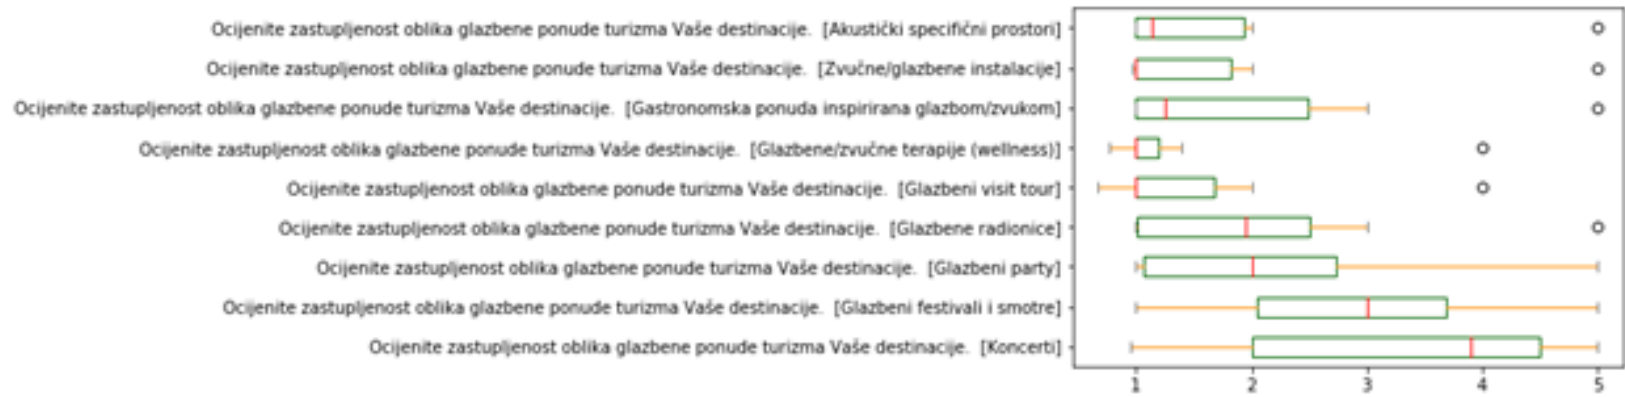 Ocijenite zastupljenost oblika glazbene ponude turizma Vaše destinacije.  [Akustički specifični prostori]
Ocijenite zastupljenost oblika glazbene ponude turizma Vaše destinacije.  [Zvučne/glazbene instalacije]
Ocijenite zastupljenost oblika glazbene ponude turizma Vaše destinacije.  [Gastronomska ponuda inspirirana glazbom/zvukom]
Ocijenite zastupljenost oblika glazbene ponude turizma Vaše destinacije.  [Glazbene/zvučne terapije (wellness)]
Ocijenite zastupljenost oblika glazbene ponude turizma Vaše destinacije.  [Glazbeni visit tour]
Ocijenite zastupljenost oblika glazbene ponude turizma Vaše destinacije.  [Glazbene radionice]
Ocijenite zastupljenost oblika glazbene ponude turizma Vaše destinacije.  [Glazbeni party]
Ocijenite zastupljenost oblika glazbene ponude turizma Vaše destinacije.  [Glazbeni festivali i smotre]
Ocijenite zastupljenost oblika glazbene ponude turizma Vaše destinacije.  [Koncerti]
1 2 3 4 5